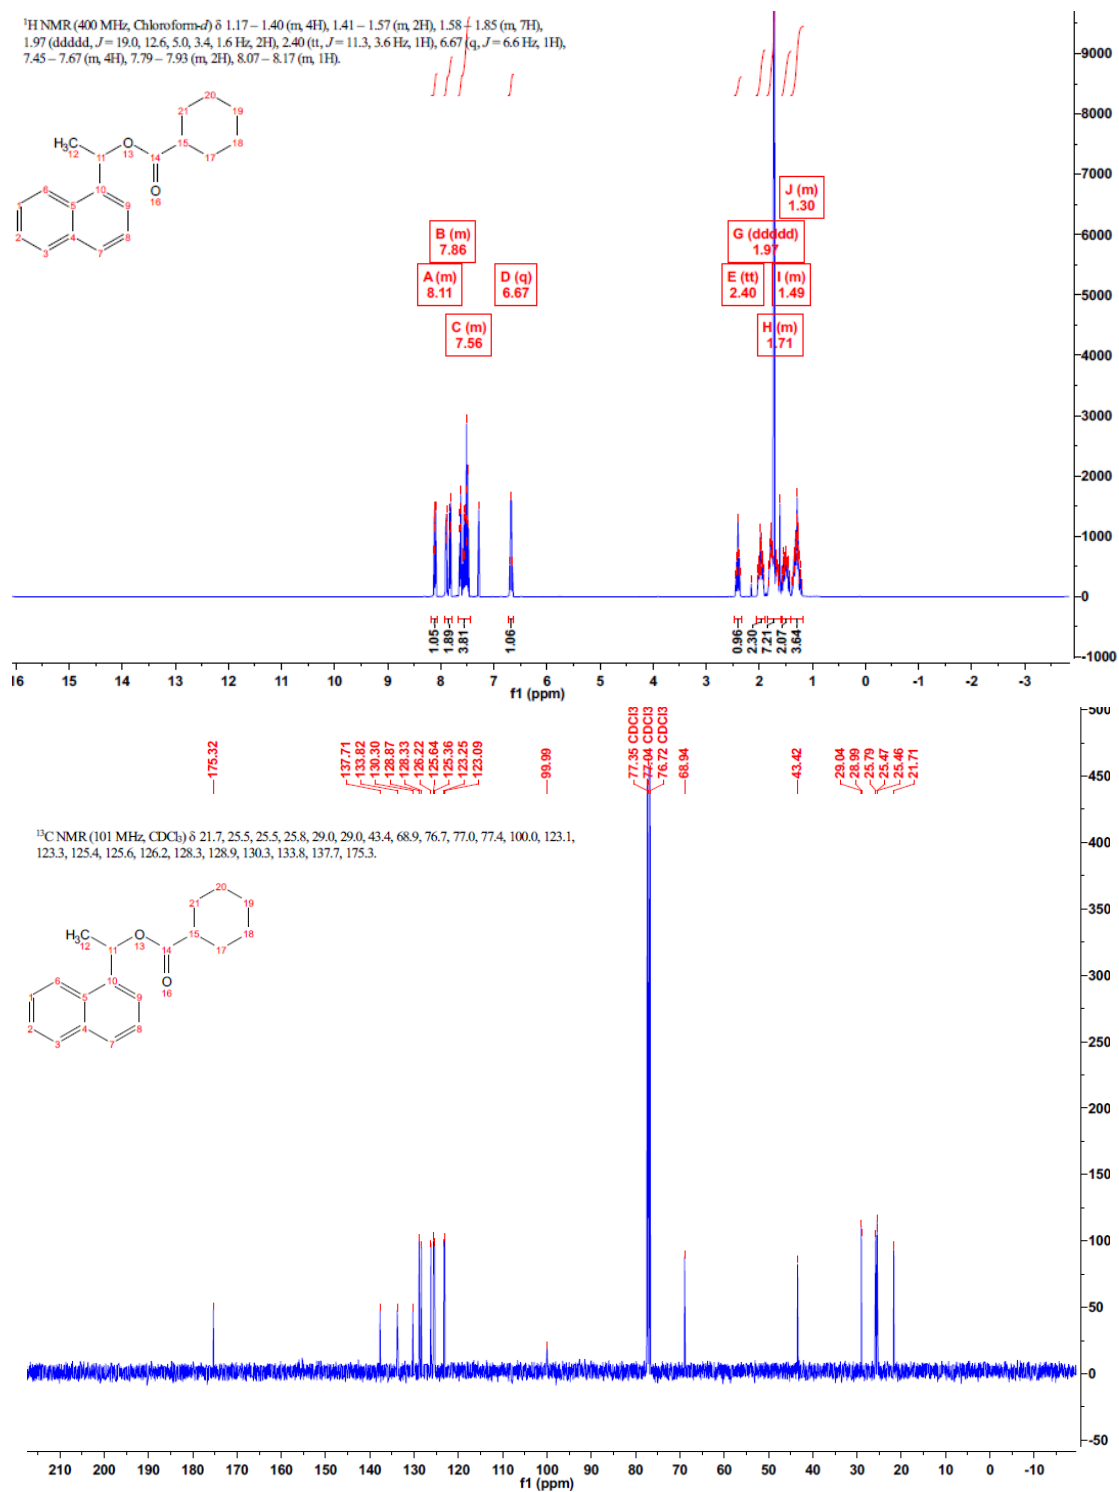 ¹H NMR (400 MHz, Chloroform-d) δ 1.17 – 1.40 (m, 4H), 1.41 – 1.57 (m, 2H), 1.58 – 1.85 (m, 7H),
1.97 (ddddd, J = 19.0, 12.6, 5.0, 3.4, 1.6 Hz, 2H), 2.40 (tt, J = 11.3, 3.6 Hz, 1H), 6.67 (q, J = 6.6 Hz, 1H),
7.45 – 7.67 (m, 4H), 7.79 – 7.93 (m, 2H), 8.07 – 8.17 (m, 1H).
20
21 19
H₃C O 15 18
12 11 13 14 17
10 O
6 16
1 5 9
2 4 8
3 7
J (m)
1.30
B (m)
7.86
G (ddddd)
1.97
A (m)
8.11
D (q)
6.67
E (tt)
2.40
I (m)
1.49
C (m)
7.56
H (m)
1.71
9000
8000
7000
6000
5000
4000
3000
2000
1000
0
-1000
1.05 1.89 3.81 1.06 0.96 2.30 7.21 2.07 3.64
16 15 14 13 12 11 10 9 8 7 6 5 4 3 2 1 0 -1 -2 -3
f1 (ppm)
175.32 137.71 133.82 130.30 128.87 128.33 126.22 125.64 125.36 123.25 123.09 99.99 77.35 CDCl3 77.04 CDCl3 76.72 CDCl3 68.94 43.42 29.04 28.99 25.79 25.47 25.46 21.71
¹³C NMR (101 MHz, CDCl₃) δ 21.7, 25.5, 25.5, 25.8, 29.0, 29.0, 43.4, 68.9, 76.7, 77.0, 77.4, 100.0, 123.1,
123.3, 125.4, 125.6, 126.2, 128.3, 128.9, 130.3, 133.8, 137.7, 175.3.
20
21 19
H₃C O 15 18
12 11 13 14 17
10 O
6 16
1 5 9
2 4 8
3 7
500
450
400
350
300
250
200
150
100
50
0
-50
210 200 190 180 170 160 150 140 130 120 110 100 90 80 70 60 50 40 30 20 10 0 -10
f1 (ppm)